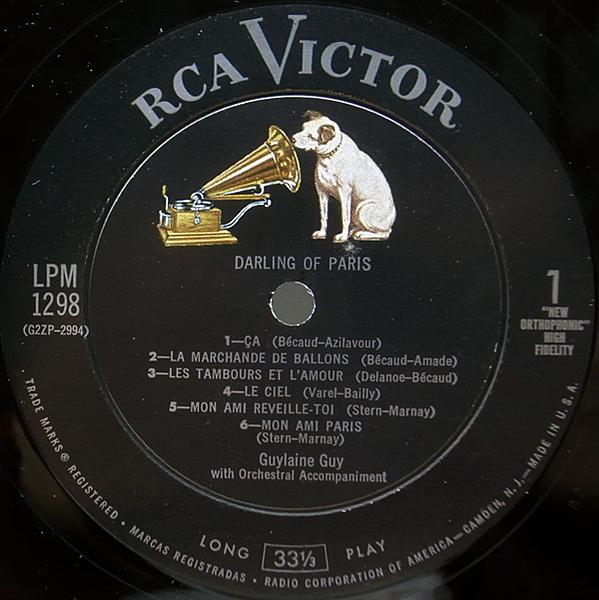 RCA VICTOR
DARLING OF PARIS
LPM
1298
(G2ZP-2994)
1
"NEW
ORTHOPHONIC"
HIGH
FIDELITY
1—ÇA (Bécaud-Azilavour)
2—LA MARCHANDE DE BALLONS (Bécaud-Amade)
3—LES TAMBOURS ET L'AMOUR (Delanoe-Bécaud)
4—LE CIEL (Varel-Bailly)
5—MON AMI REVEILLE-TOI (Stern-Marnay)
6—MON AMI PARIS
(Stern-Marnay)
Guylaine Guy
with Orchestral Accompaniment
LONG 33⅓ PLAY
TRADE MARKS® REGISTERED • MARCAS REGISTRADAS • RADIO CORPORATION OF AMERICA—CAMDEN, N. J.—MADE IN U. S. A.